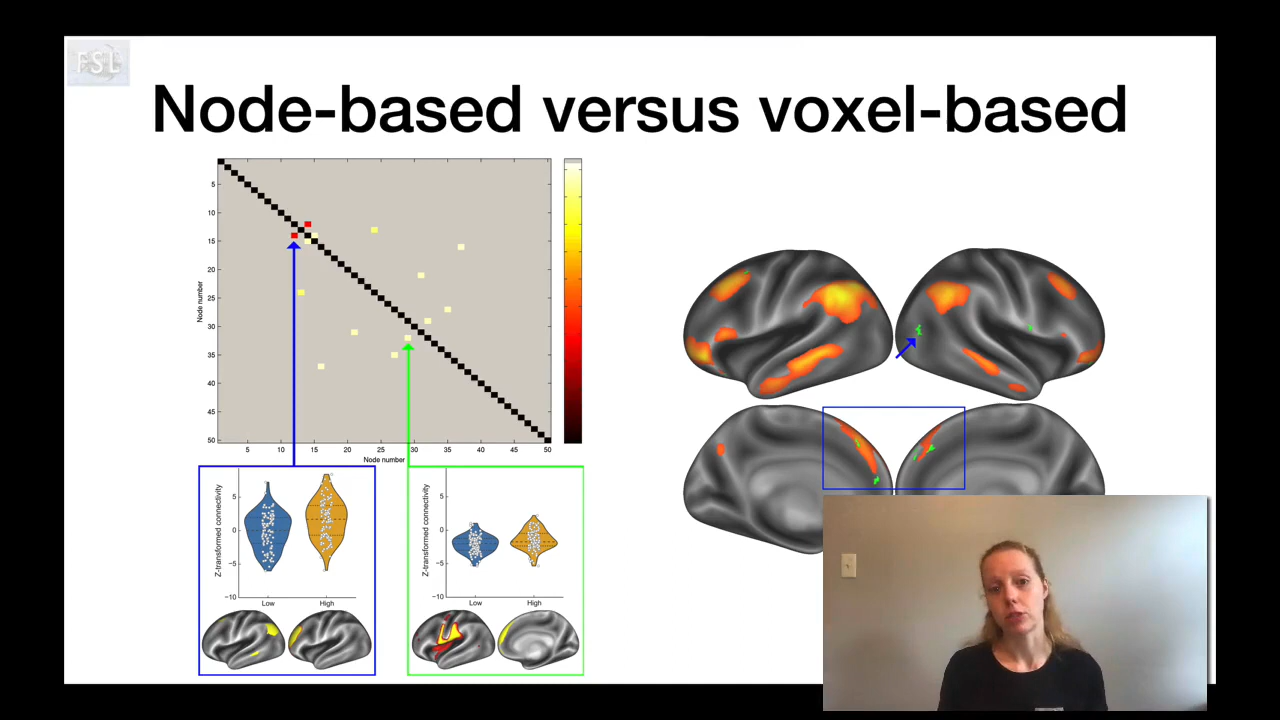 FSL
Node-based versus voxel-based
Node number
5
10
15
20
25
30
35
40
45
50
5
10
15
20
25
30
35
40
45
50
Node number
Z-transformed connectivity
5
0
−5
−10
Low
High
Z-transformed connectivity
5
0
−5
−10
Low
High